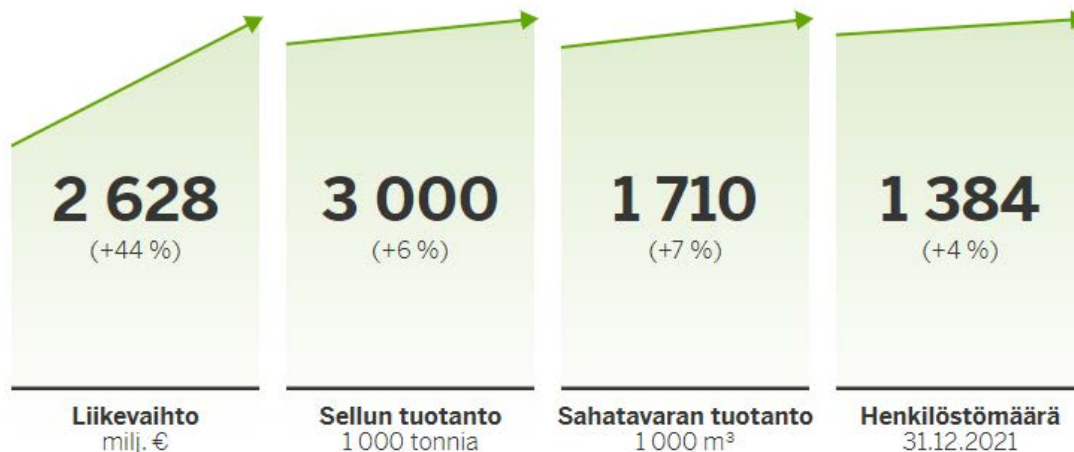 2 628
(+44 %)
Liikevaihto
milj. €
3 000
(+6 %)
Sellun tuotanto
1 000 tonnia
1 710
(+7 %)
Sahatavaran tuotanto
1 000 m³
1 384
(+4 %)
Henkilöstömäärä
31.12.2021